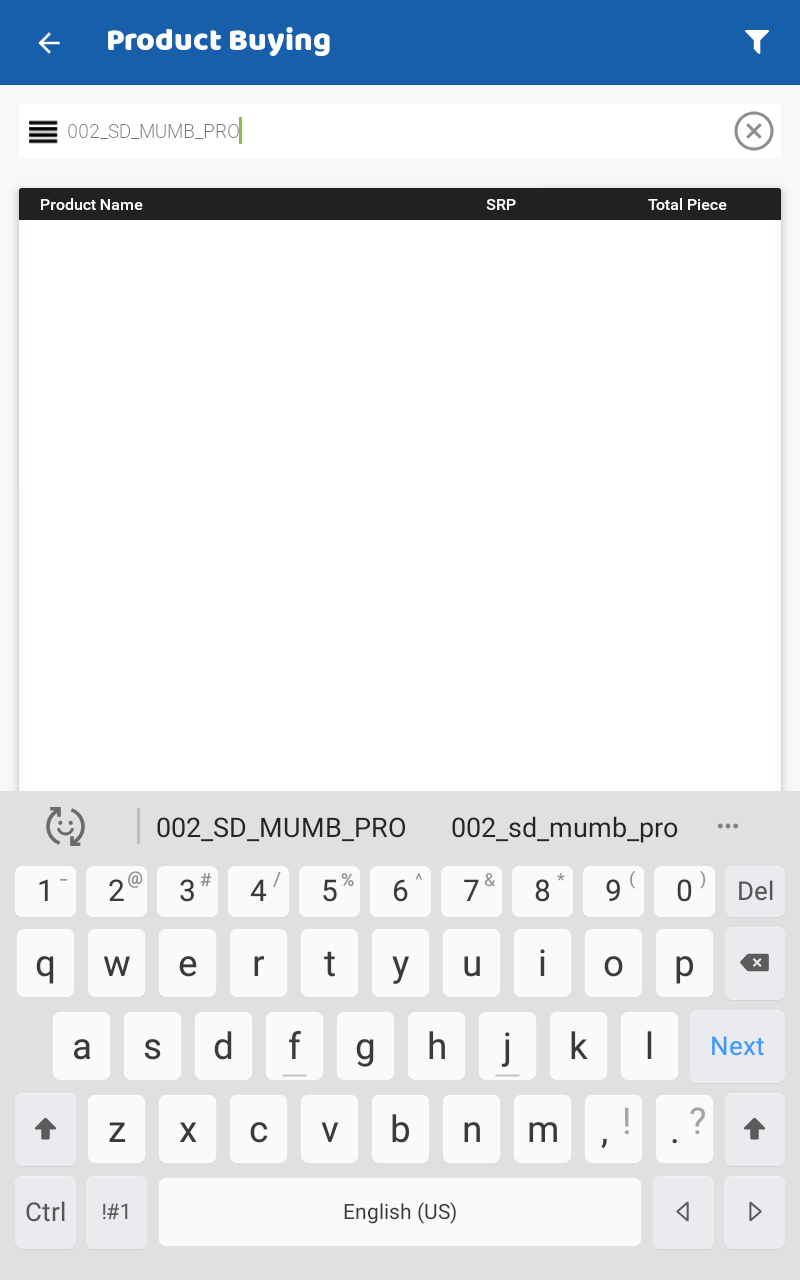 Product Buying
002_SD_MUMB_PRO
Product Name SRP Total Piece
002_SD_MUMB_PRO 002_sd_mumb_pro ...
1 - 2 @ 3 # 4 / 5 % 6 ^ 7 & 8 * 9 ( 0 ) Del
q w e r t y u i o p
a s d f g h j k l Next
z x c v b n m , ! . ?
Ctrl !#1 English (US)